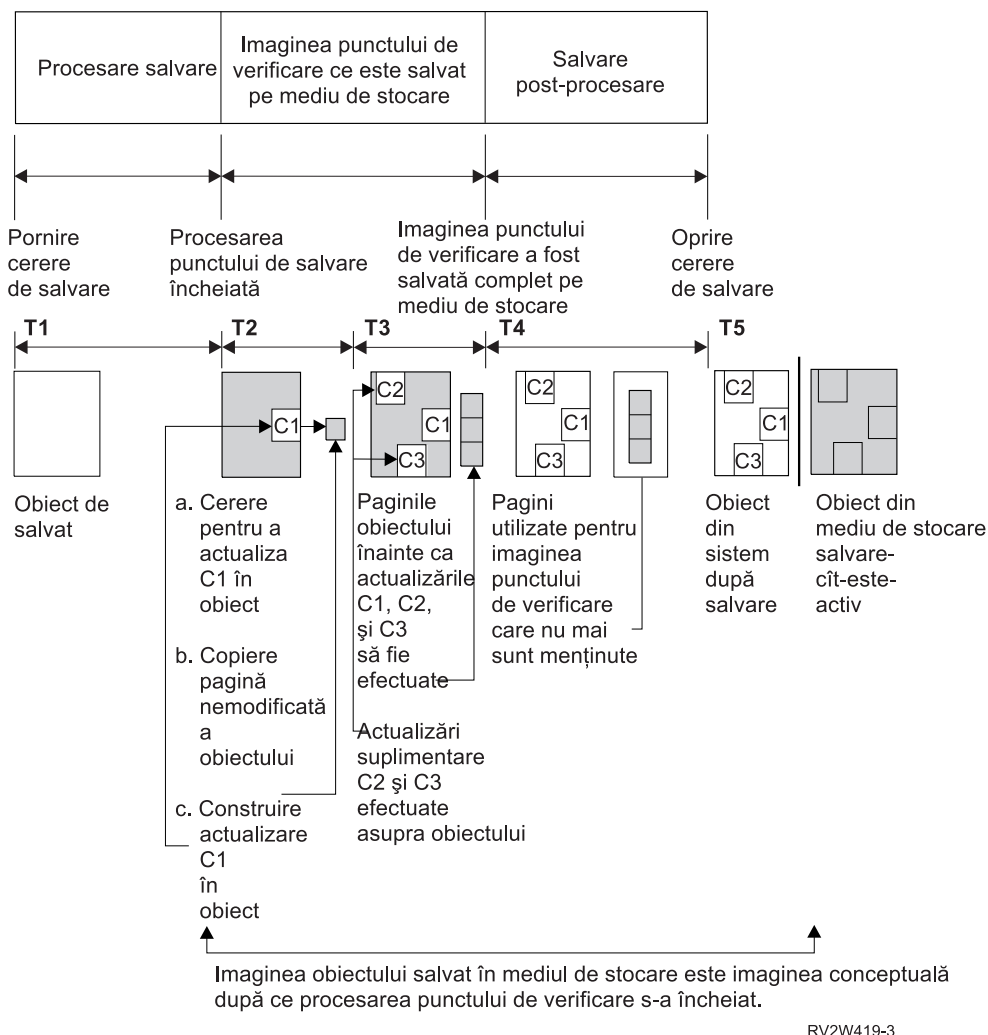 Procesare salvare
Imaginea punctului de
verificare ce este salvat
pe mediu de stocare
Salvare
post-procesare
Pornire
cerere
de salvare
Procesarea
punctului de salvare
încheiată
Imaginea punctului
de verificare a fost
salvată complet pe
mediu de stocare
Oprire
cerere
de salvare
T1
T2
T3
T4
T5
C1
C2
C1
C3
C2
C1
C3
C2
C1
C3
Obiect de
salvat
a. Cerere
pentru a
actualiza
C1 în
obiect
b. Copiere
pagină
nemodificată
a
obiectului
c. Construire
actualizare
C1
în
obiect
Paginile
obiectului
înainte ca
actualizările
C1, C2,
şi C3
să fie
efectuate
Actualizări
suplimentare
C2 şi C3
efectuate
asupra obiectului
Pagini
utilizate pentru
imaginea
punctului
de verificare
care nu mai
sunt menţinute
Obiect
din
sistem
după
salvare
Obiect din
mediu de stocare
salvare-
cît-este-
activ
Imaginea obiectului salvat în mediul de stocare este imaginea conceptuală
după ce procesarea punctului de verificare s-a încheiat.
RV2W419-3